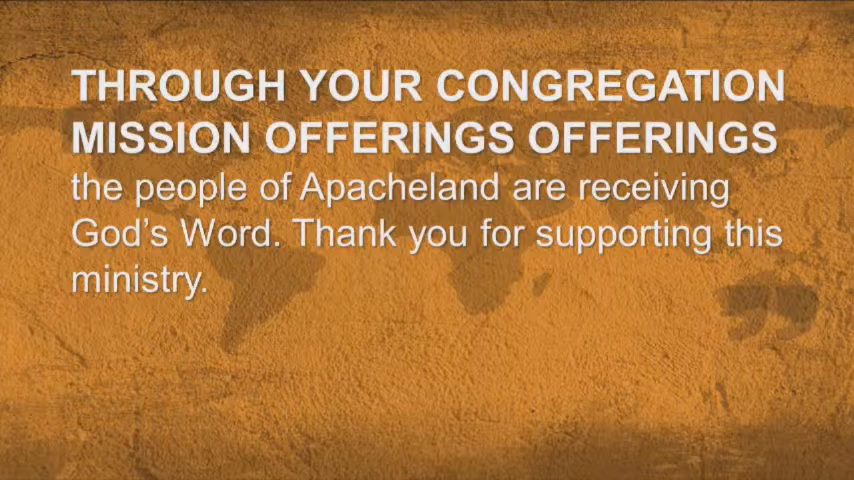 THROUGH YOUR CONGREGATION
MISSION OFFERINGS OFFERINGS
the people of Apacheland are receiving
God’s Word. Thank you for supporting this
ministry.